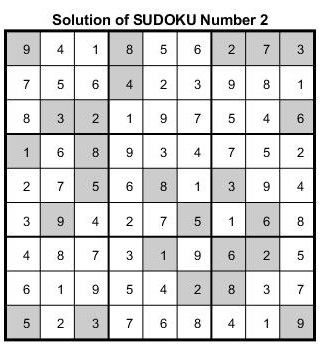 Solution of SUDOKU Number 2
9 4 1 8 5 6 2 7 3
7 5 6 4 2 3 9 8 1
8 3 2 1 9 7 5 4 6
1 6 8 9 3 4 7 5 2
2 7 5 6 8 1 3 9 4
3 9 4 2 7 5 1 6 8
4 8 7 3 1 9 6 2 5
6 1 9 5 4 2 8 3 7
5 2 3 7 6 8 4 1 9